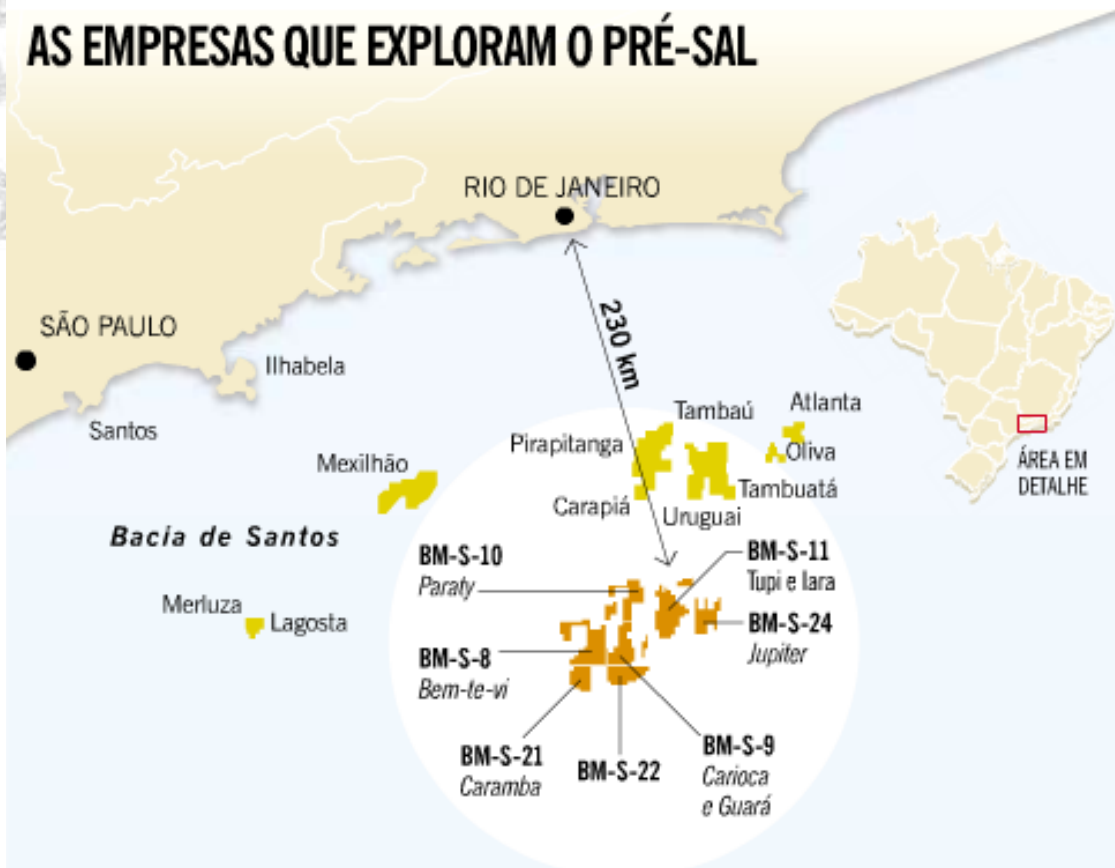 AS EMPRESAS QUE EXPLORAM O PRÉ-SAL
RIO DE JANEIRO
SÃO PAULO
230 km
Ilhabela
Santos
Tambaú
Atlanta
Pirapitanga
Oliva
ÁREA EM
DETALHE
Mexilhão
Tambuatá
Carapiá
Uruguai
Bacia de Santos
BM-S-10
Paraty
BM-S-11
Tupi e Iara
Merluza
Lagosta
BM-S-24
Jupiter
BM-S-8
Bem-te-vi
BM-S-21
Caramba
BM-S-22
BM-S-9
Carioca
e Guará